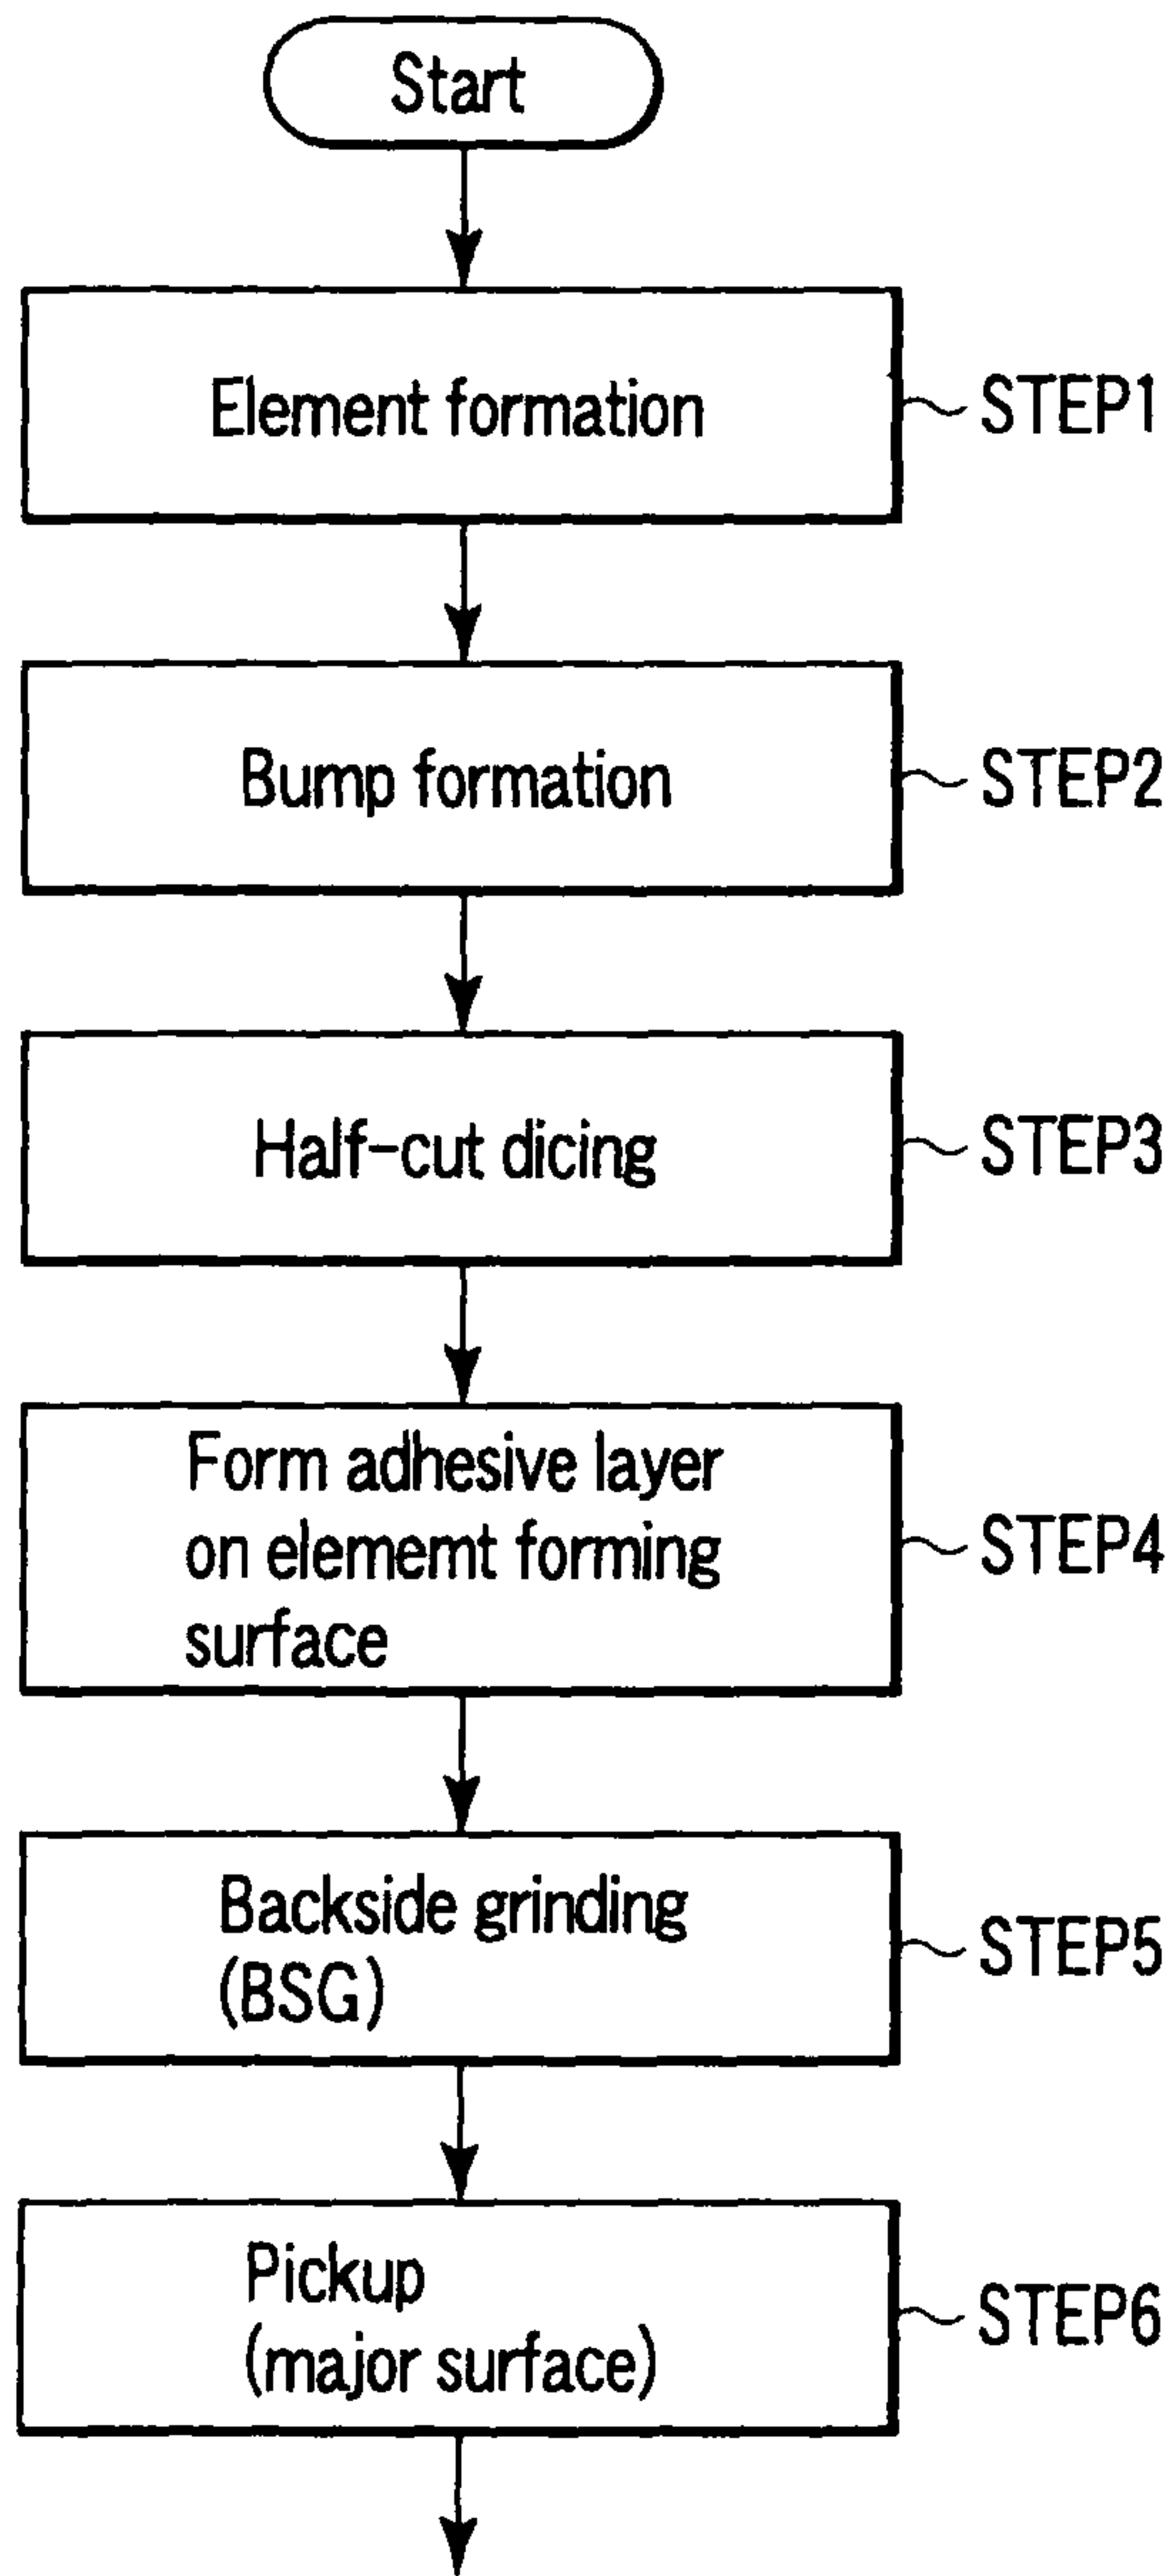 Start
Element formation
STEP1
Bump formation
STEP2
Half-cut dicing
STEP3
Form adhesive layer
on elememt forming
surface
STEP4
Backside grinding
(BSG)
STEP5
Pickup
(major surface)
STEP6